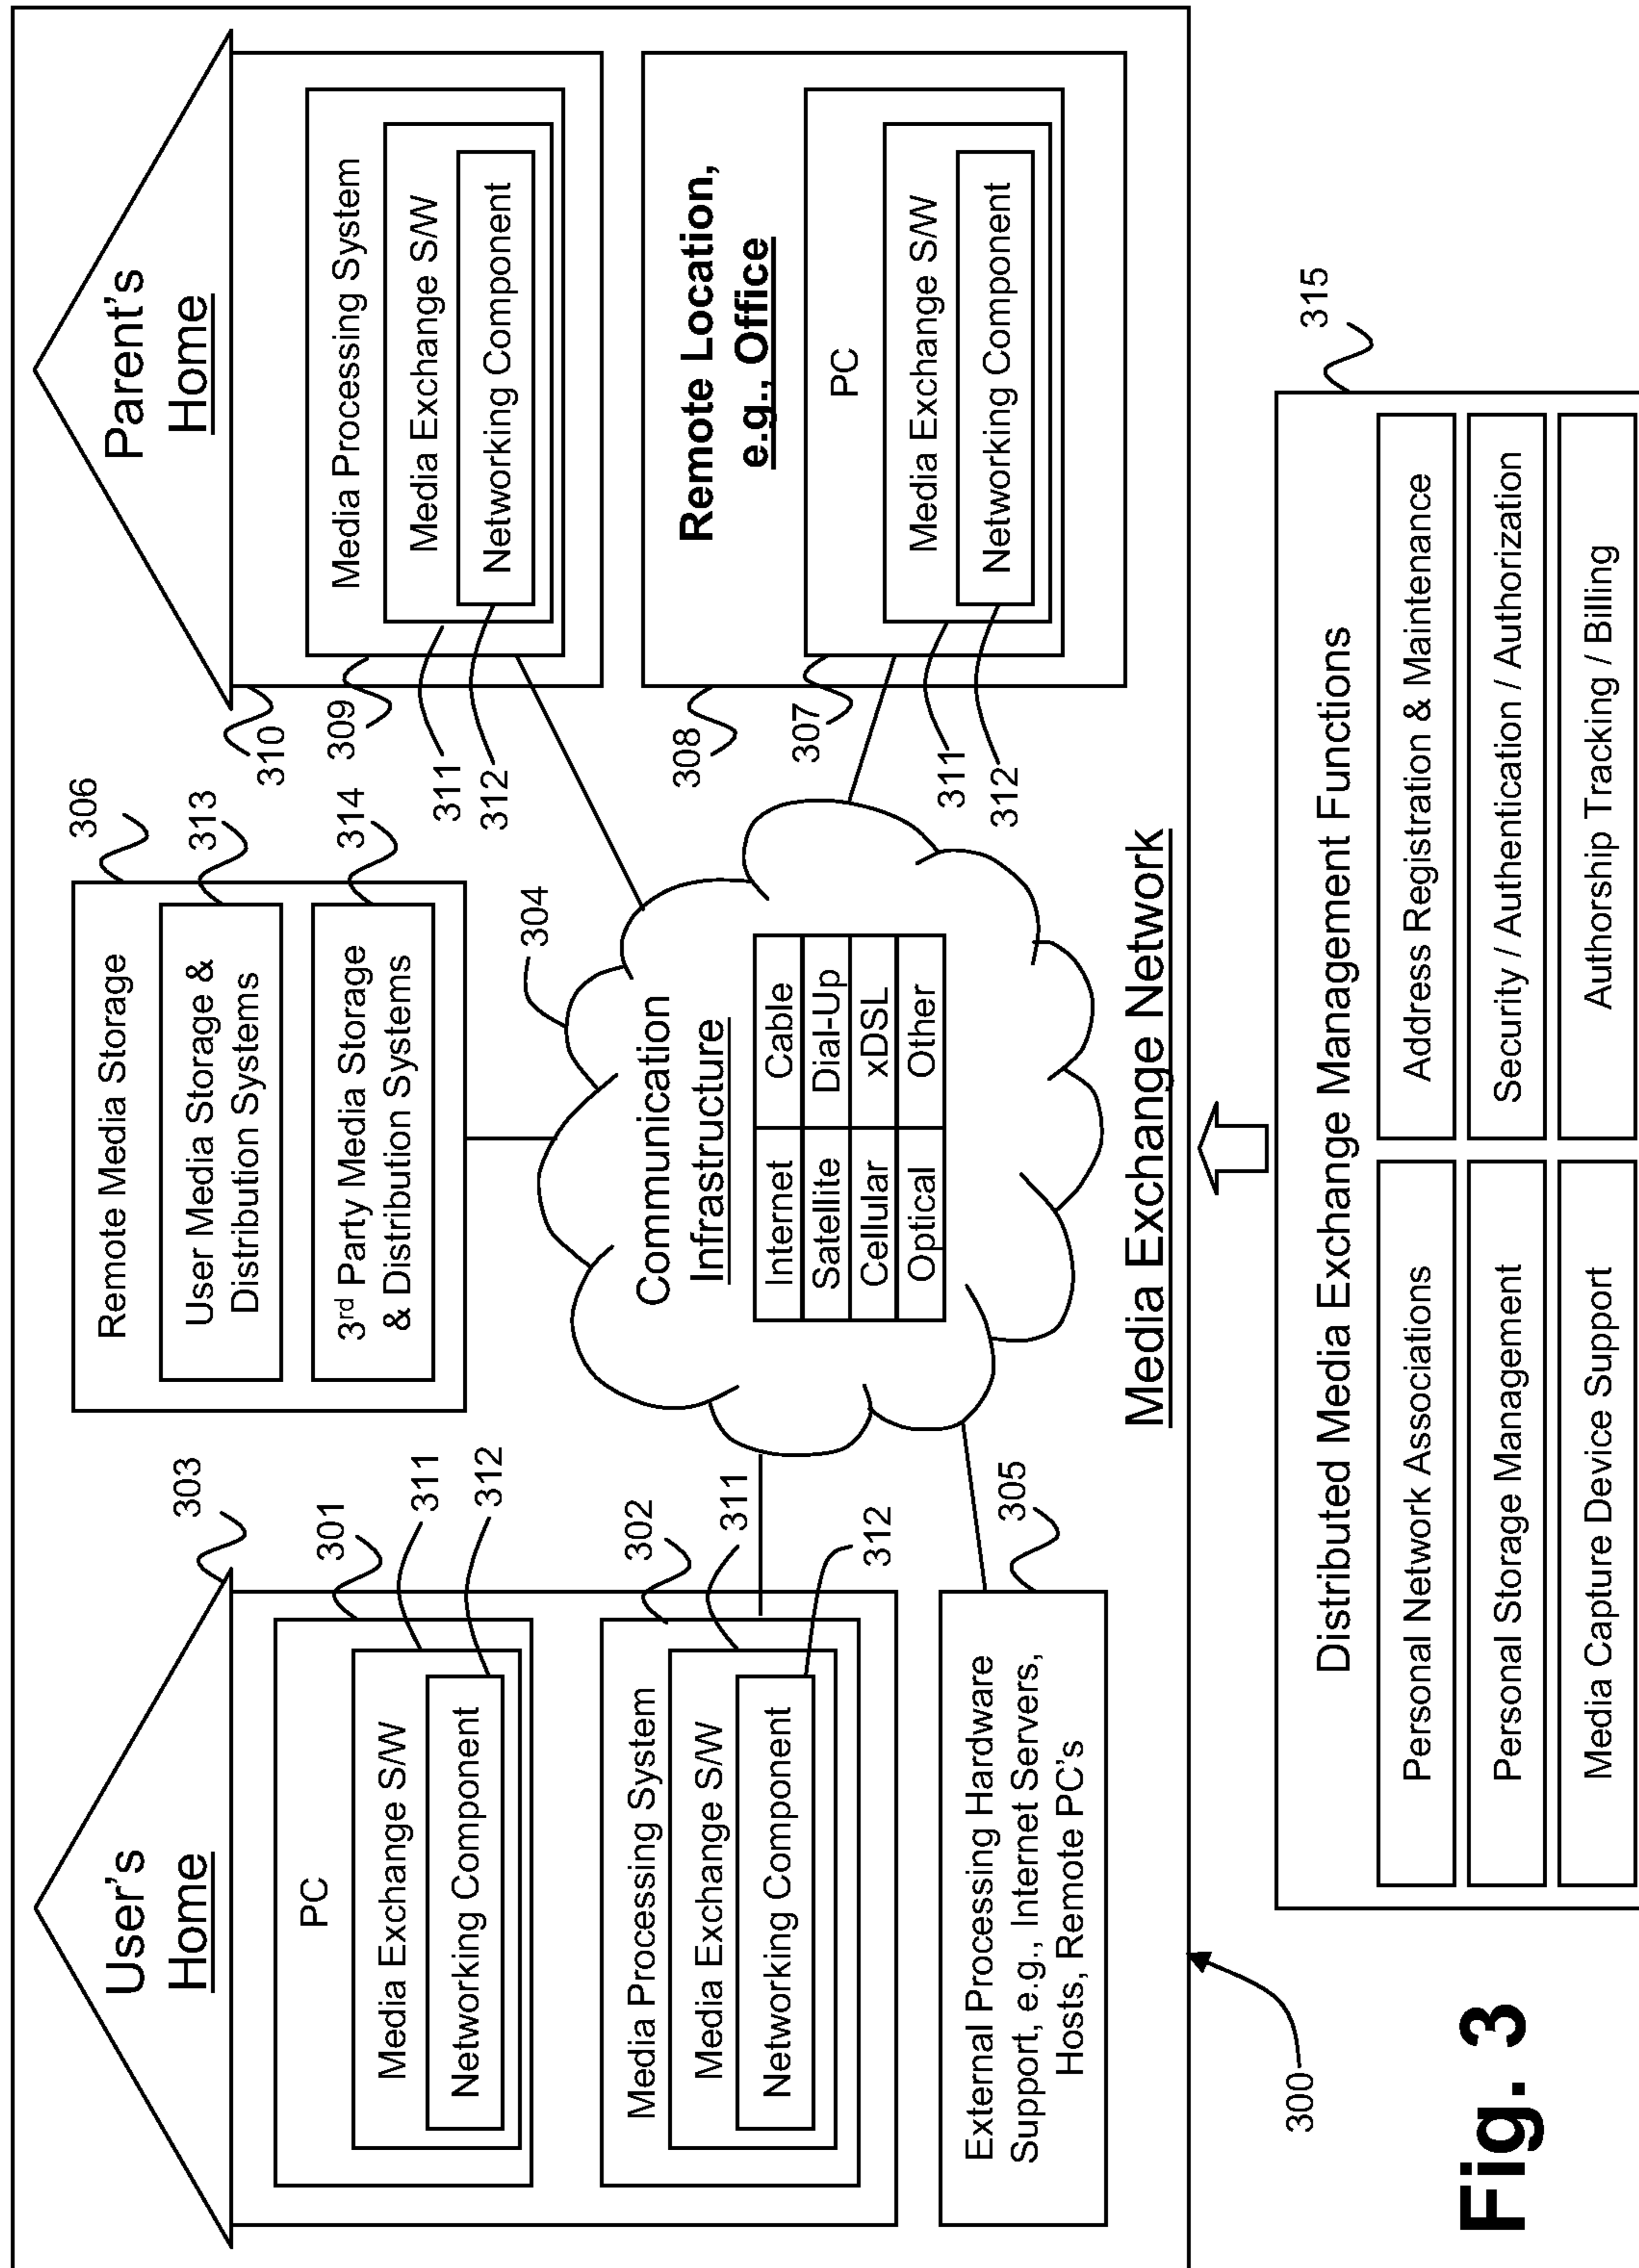 User's
Home
303
PC
301
Media Exchange S/W
311
Networking Component
312
Media Processing System
302
Media Exchange S/W
311
Networking Component
312
External Processing Hardware
Support, e.g., Internet Servers,
Hosts, Remote PC's
305
Remote Media Storage
306
User Media Storage &
Distribution Systems
313
3rd Party Media Storage
& Distribution Systems
314
304
Communication
Infrastructure
Internet Cable
Satellite Dial-Up
Cellular xDSL
Optical Other
Parent's
Home
310
Media Processing System
309
Media Exchange S/W
311
Networking Component
312
Remote Location,
e.g., Office
308
PC
307
Media Exchange S/W
311
Networking Component
312
Media Exchange Network
300
Distributed Media Exchange Management Functions
315
Personal Network Associations
Address Registration & Maintenance
Personal Storage Management
Security / Authentication / Authorization
Media Capture Device Support
Authorship Tracking / Billing
Fig. 3